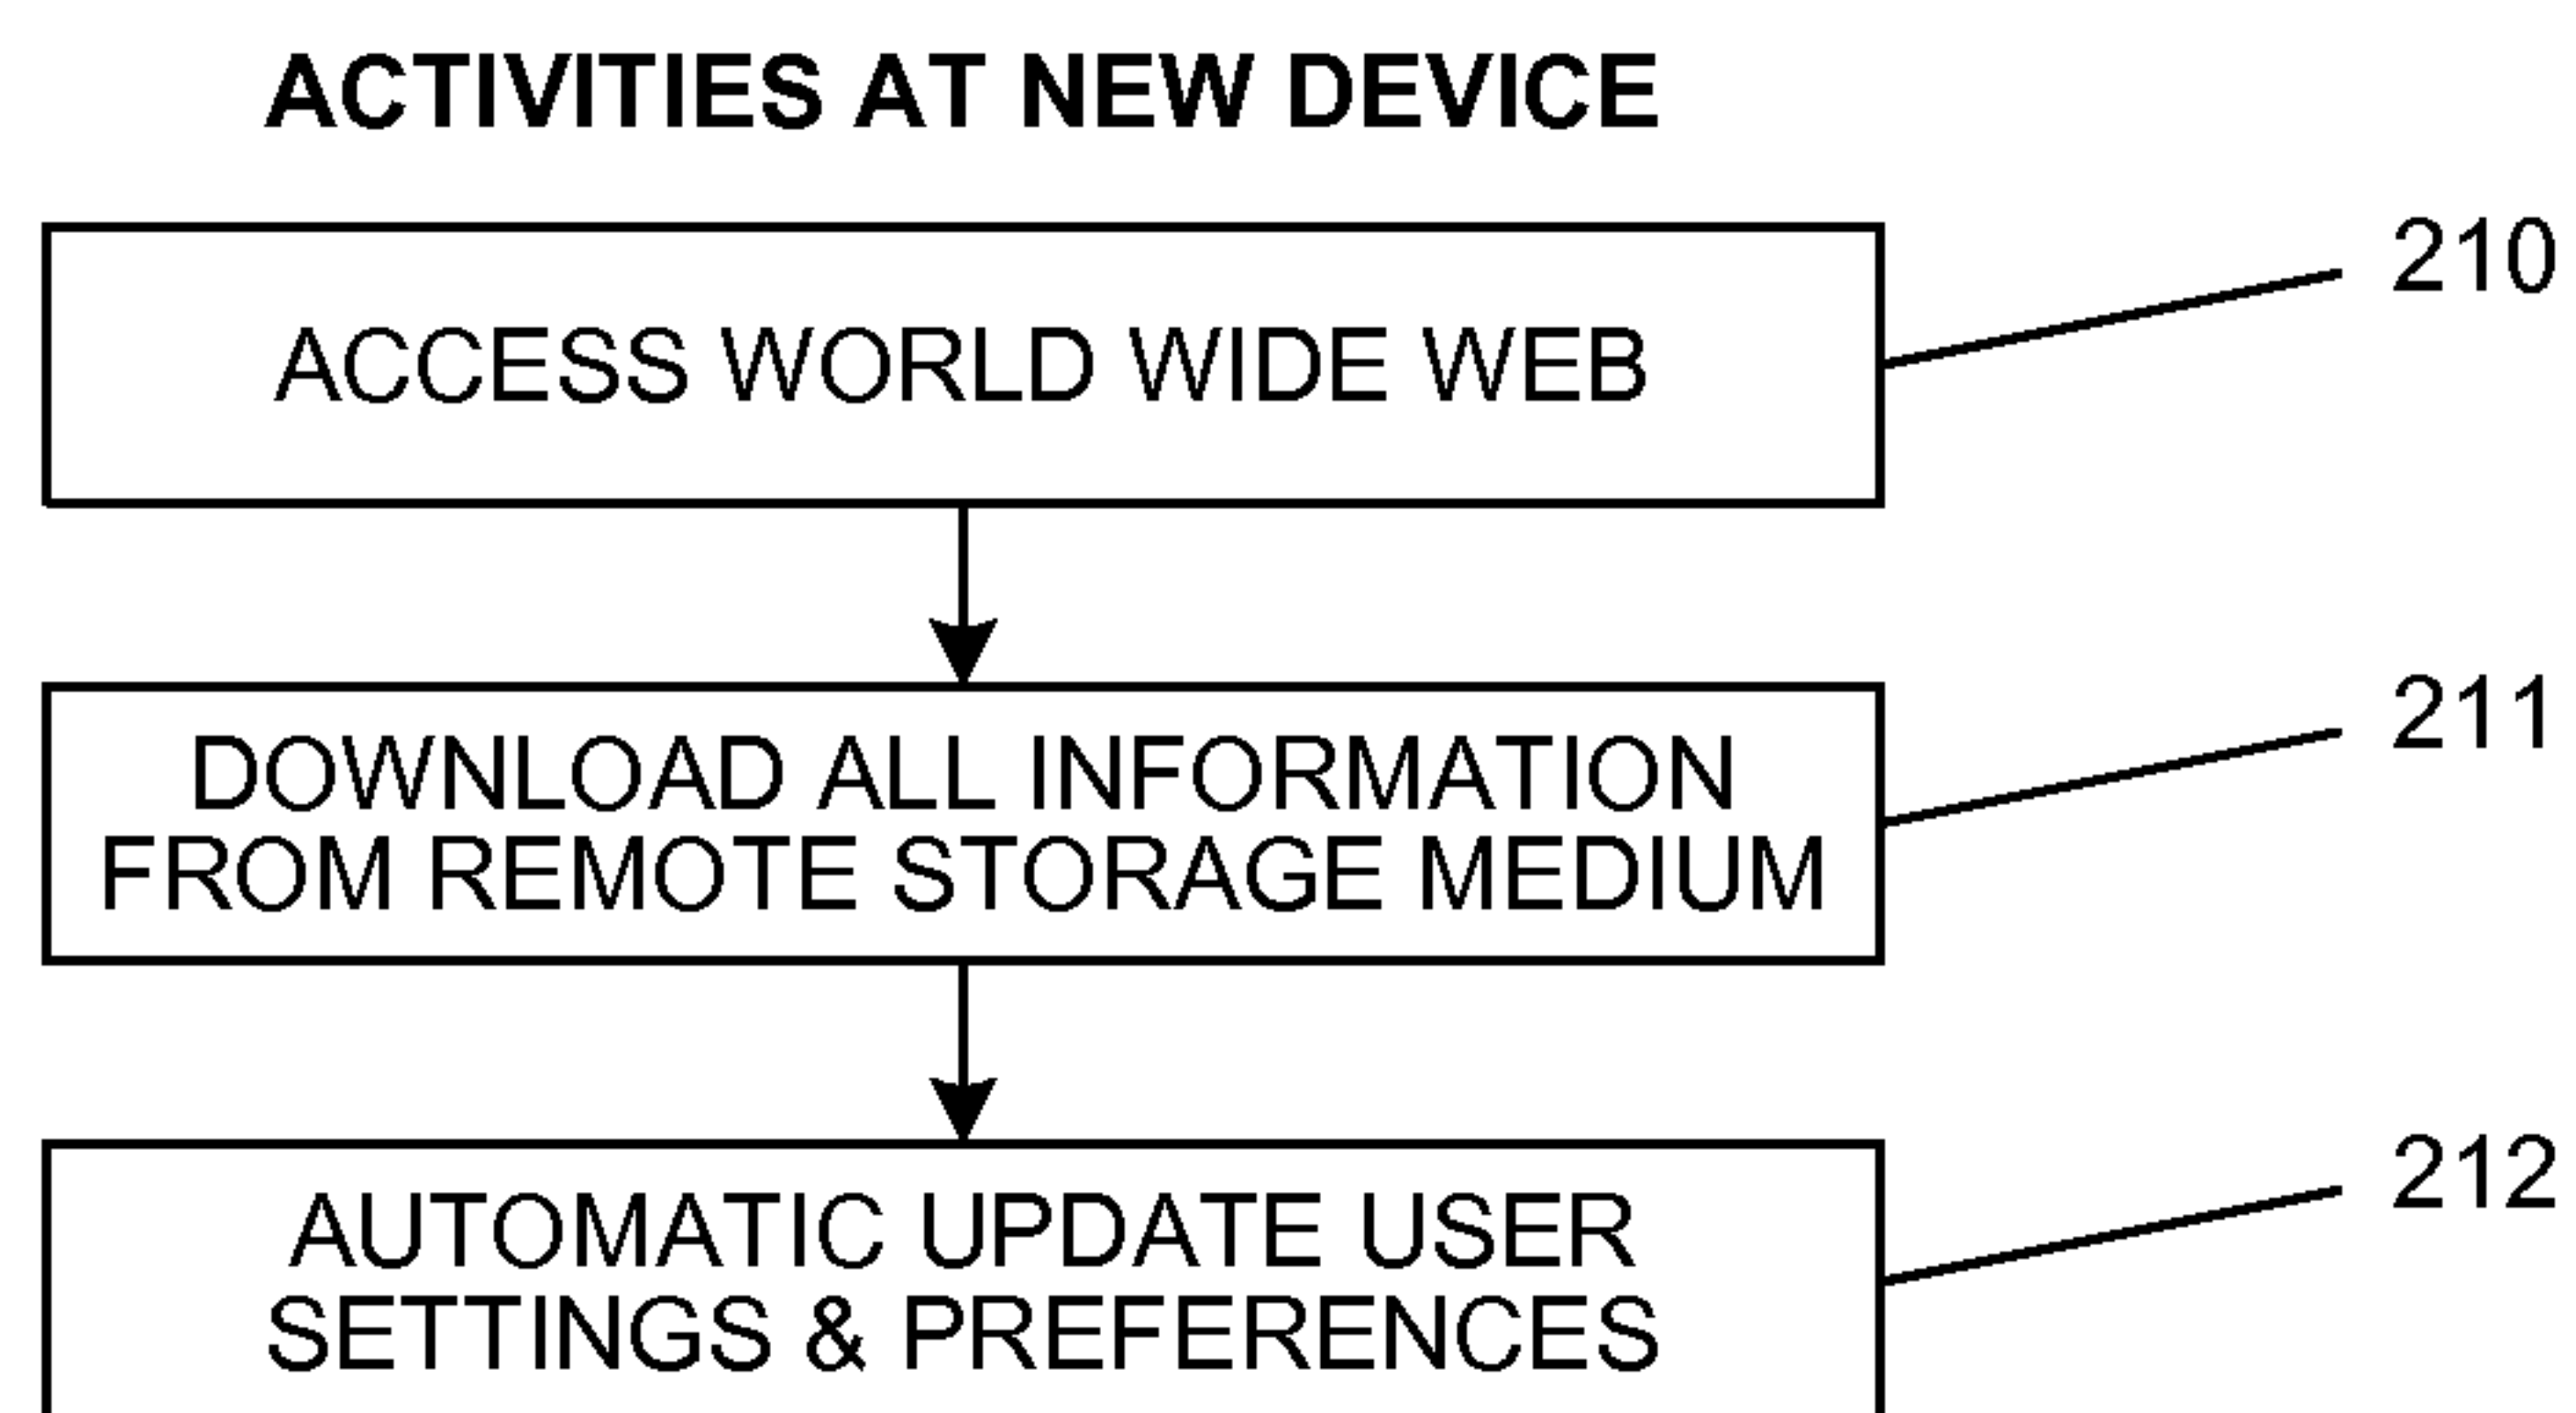 ACTIVITIES AT NEW DEVICE
210
ACCESS WORLD WIDE WEB
211
DOWNLOAD ALL INFORMATION
FROM REMOTE STORAGE MEDIUM
212
AUTOMATIC UPDATE USER
SETTINGS & PREFERENCES